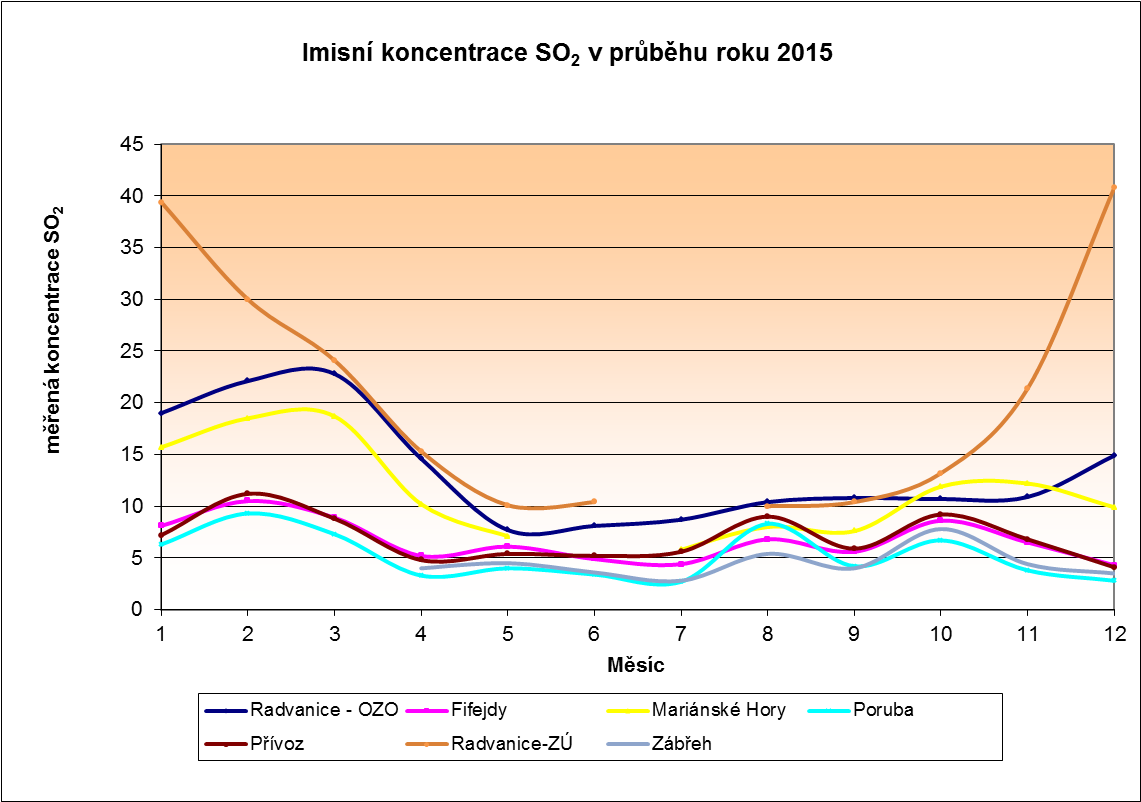 Imisní koncentrace SO₂ v průběhu roku 2015
měřená koncentrace SO₂
45
40
35
30
25
20
15
10
5
0
1 2 3 4 5 6 7 8 9 10 11 12
Měsíc
Radvanice - OZO Fifejdy Mariánské Hory Poruba
Přívoz Radvanice-ZÚ Zábřeh